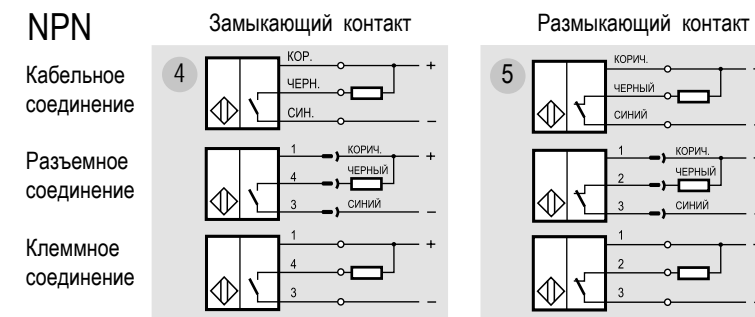 NPN
Замыкающий контакт
Размыкающий контакт
Кабельное
соединение
4
КОР.
+
ЧЕРН.
СИН.
–
5
КОРИЧ.
ЧЕРНЫЙ
СИНИЙ
Разъемное
соединение
1
КОРИЧ.
+
4
ЧЕРНЫЙ
3
СИНИЙ
–
1
КОРИЧ.
2
ЧЕРНЫЙ
3
СИНИЙ
Клеммное
соединение
1
+
4
3
–
1
2
3